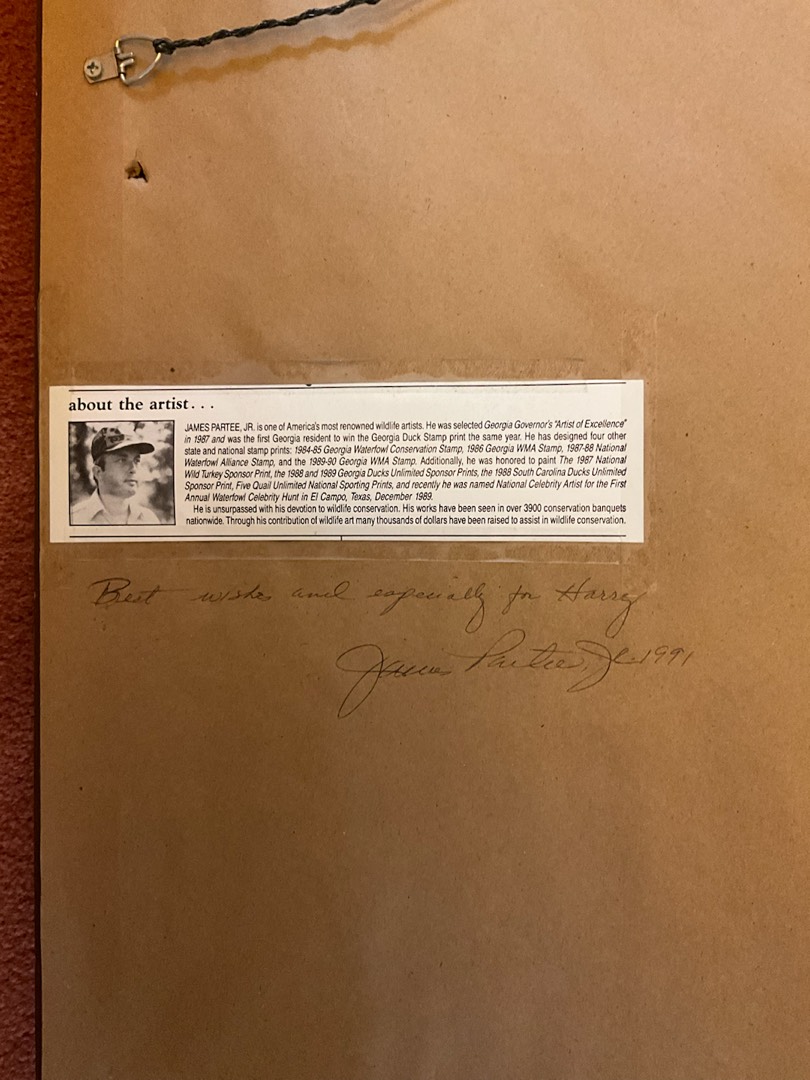 about the artist...
JAMES PARTEE, JR. is one of America's most renowned wildlife artists. He was selected Georgia Governor's "Artist of Excellence"
in 1987 and was the first Georgia resident to win the Georgia Duck Stamp print the same year. He has designed four other
state and national stamp prints: 1984-85 Georgia Waterfowl Conservation Stamp, 1986 Georgia WMA Stamp, 1987-88 National
Waterfowl Alliance Stamp, and the 1989-90 Georgia WMA Stamp. Additionally, he was honored to paint The 1987 National
Wild Turkey Sponsor Print, the 1988 and 1989 Georgia Ducks Unlimited Sponsor Prints, the 1988 South Carolina Ducks Unlimited
Sponsor Print, Five Quail Unlimited National Sporting Prints, and recently he was named National Celebrity Artist for the First
Annual Waterfowl Celebrity Hunt in El Campo, Texas, December 1989.
He is unsurpassed with his devotion to wildlife conservation. His works have been seen in over 3900 conservation banquets
nationwide. Through his contribution of wildlife art many thousands of dollars have been raised to assist in wildlife conservation.
Best wishes and especially for Harry
James Partee, Jr. 1991